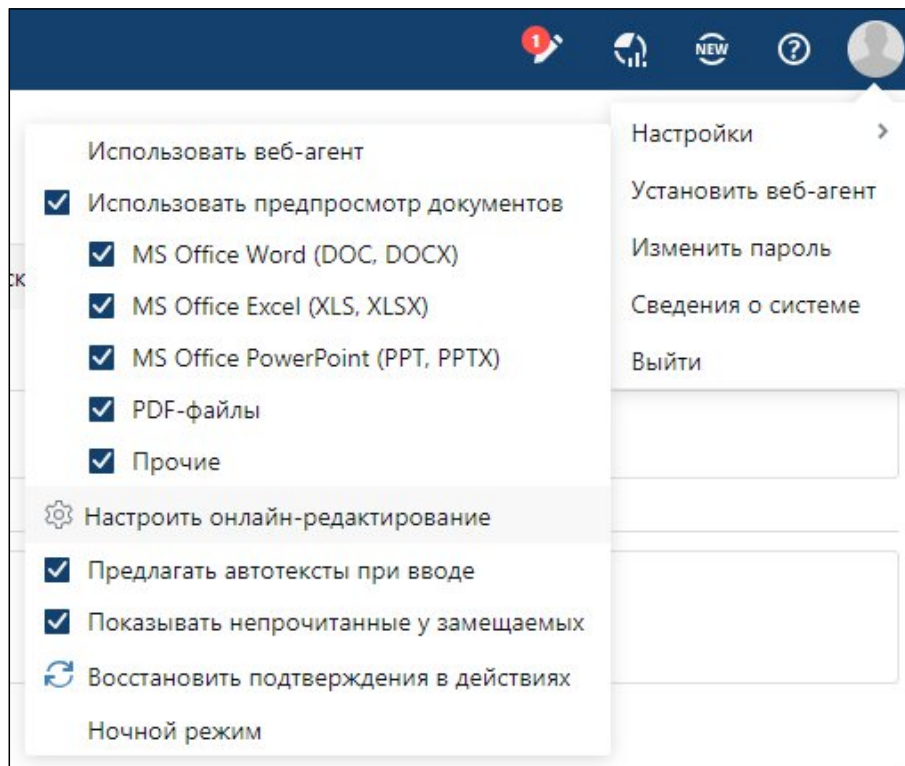 1
NEW
?
Настройки
Установить веб-агент
Изменить пароль
Сведения о системе
Выйти
Использовать веб-агент
Использовать предпросмотр документов
MS Office Word (DOC, DOCX)
MS Office Excel (XLS, XLSX)
MS Office PowerPoint (PPT, PPTX)
PDF-файлы
Прочие
Настроить онлайн-редактирование
Предлагать автотексты при вводе
Показывать непрочитанные у замещаемых
Восстановить подтверждения в действиях
Ночной режим
ск